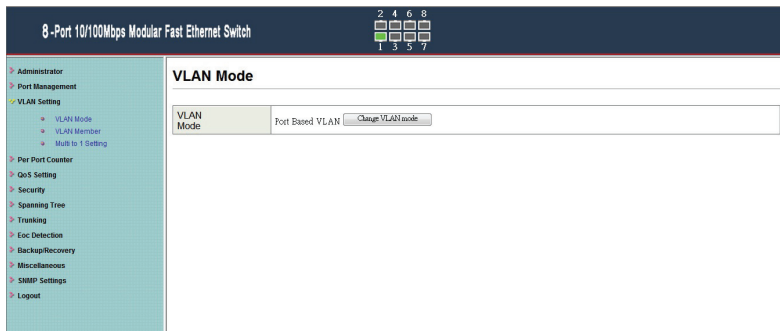 8-Port 10/100Mbps Modular Fast Ethernet Switch
2 4 6 8
1 3 5 7
Administrator
Port Management
VLAN Setting
VLAN Mode
VLAN Member
Multi to 1 Setting
Per Port Counter
QoS Setting
Security
Spanning Tree
Trunking
Eoc Detection
Backup/Recovery
Miscellaneous
SNMP Settings
Logout
VLAN Mode
VLAN
Mode
Port Based VLAN Change VLAN mode